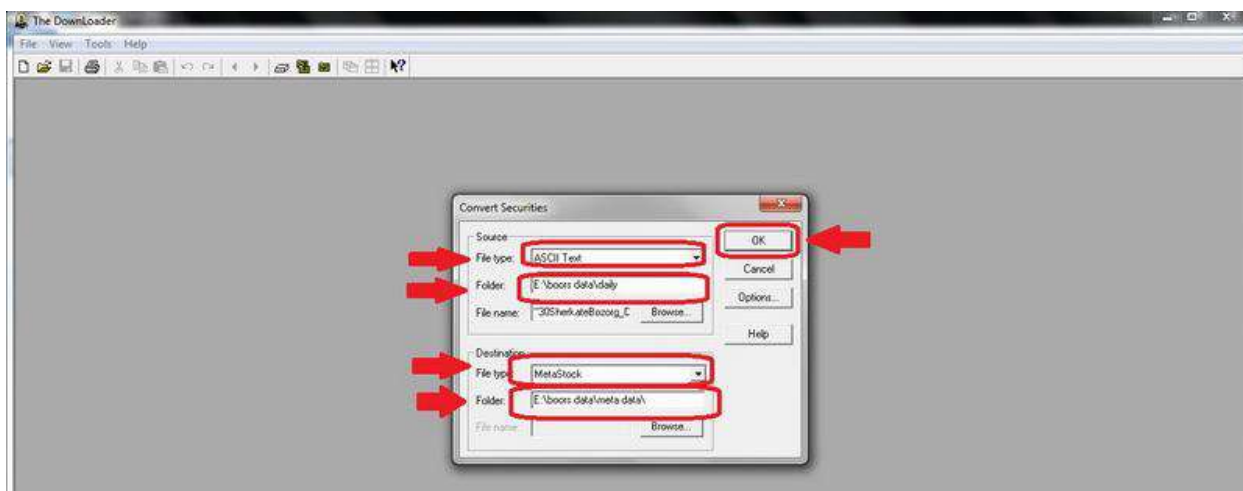 The DownLoader
File View Tools Help
Convert Securities
Source
File type: ASCII Text
Folder: E:\boors data\daily
File name: "30SherkateBozorg_D Browse...
Destination
File type: MetaStock
Folder: E:\boors data\meta data\
File name: Browse...
OK
Cancel
Options...
Help